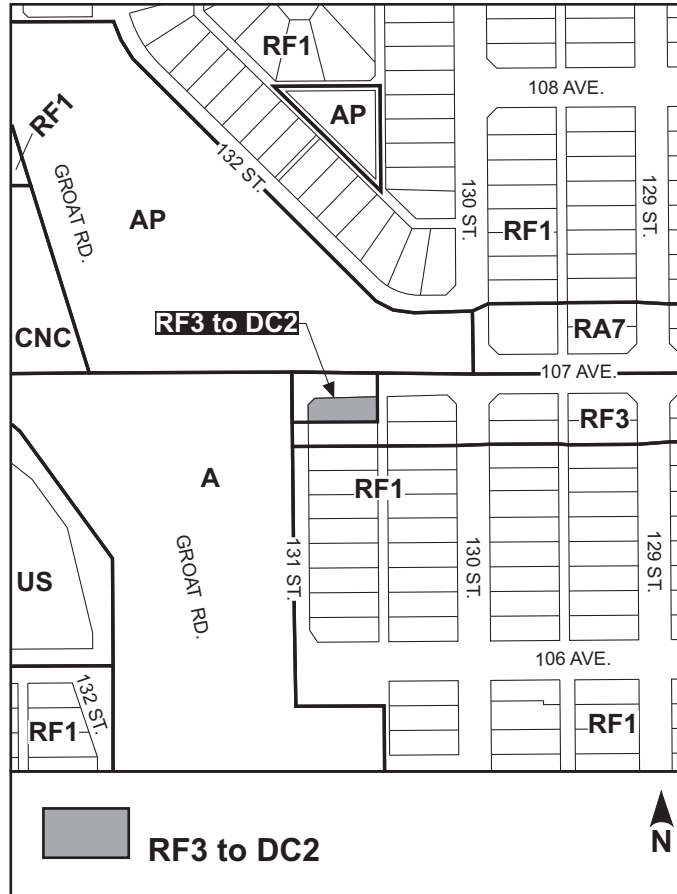 RF1
108 AVE.
AP
RF1
132 ST.
130 ST.
129 ST.
GROAT RD.
AP
RF1
CNC
RF3 to DC2
RA7
107 AVE.
RF3
A
RF1
GROAT RD.
131 ST.
130 ST.
129 ST.
US
106 AVE.
132 ST.
RF1
RF1
RF3 to DC2
N